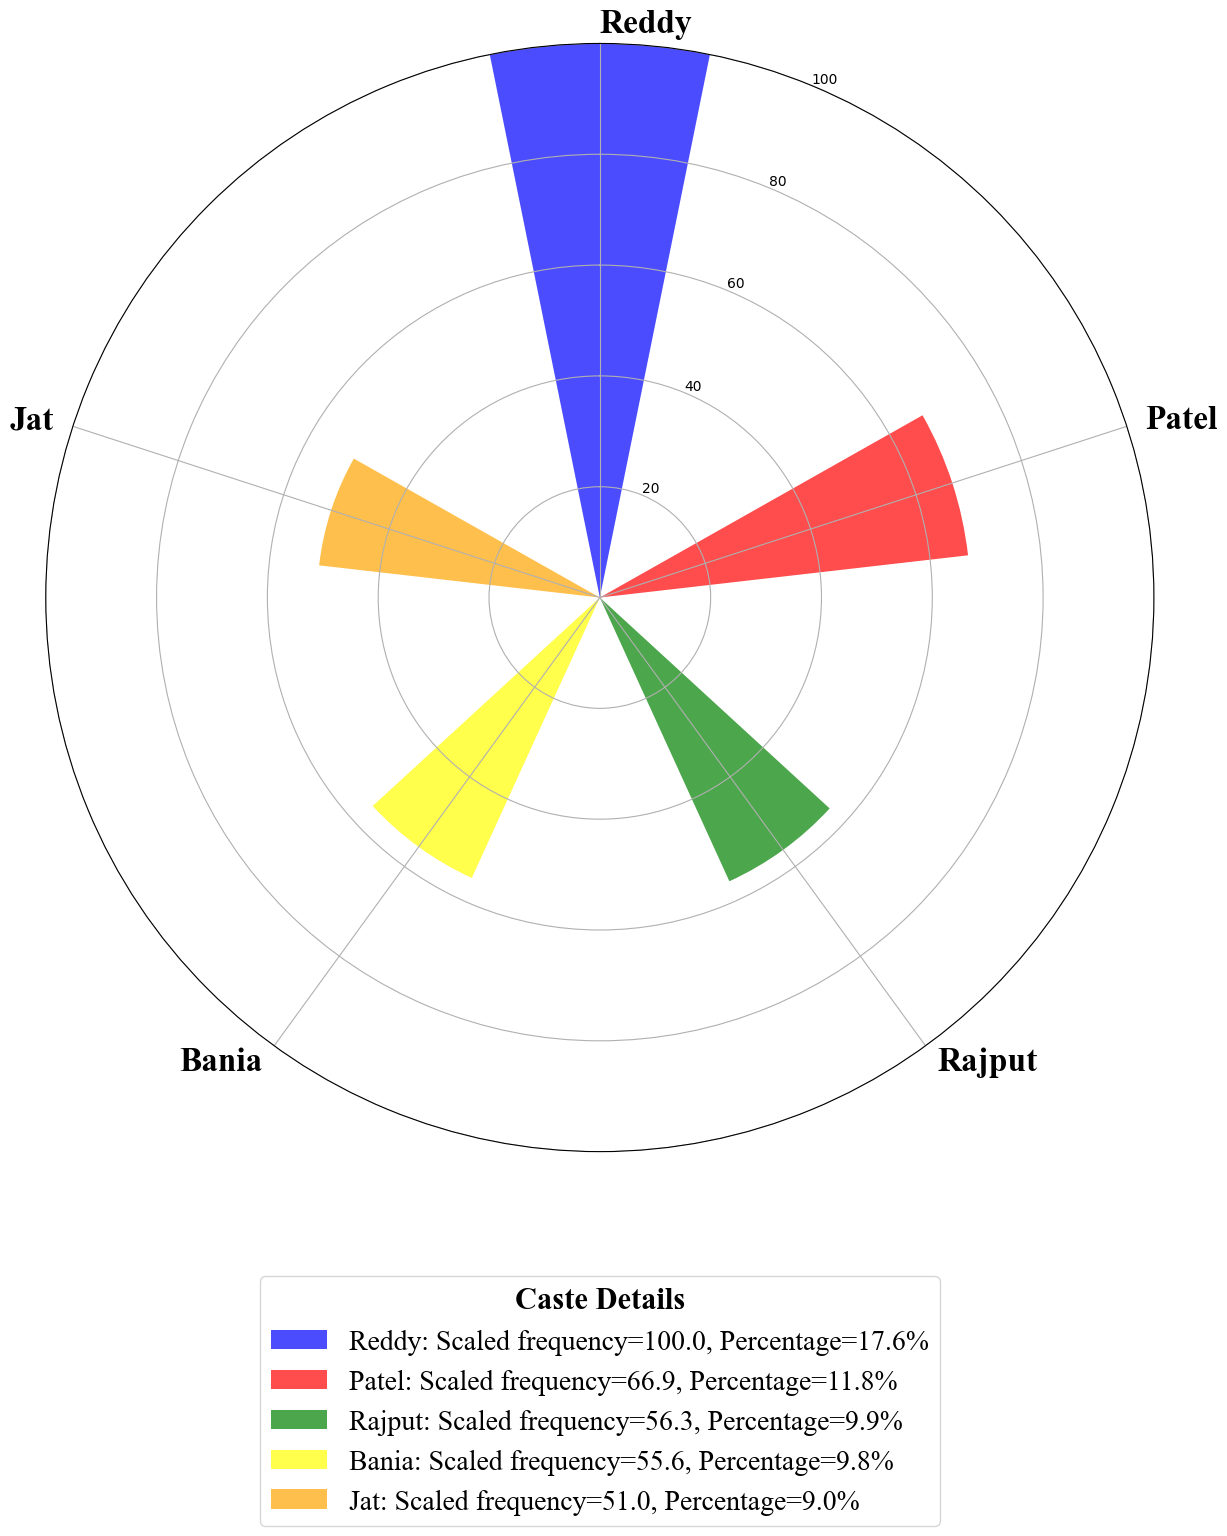 Reddy
100
80
60
40
20
Jat
Patel
Bania
Rajput
Caste Details
Reddy: Scaled frequency=100.0, Percentage=17.6%
Patel: Scaled frequency=66.9, Percentage=11.8%
Rajput: Scaled frequency=56.3, Percentage=9.9%
Bania: Scaled frequency=55.6, Percentage=9.8%
Jat: Scaled frequency=51.0, Percentage=9.0%